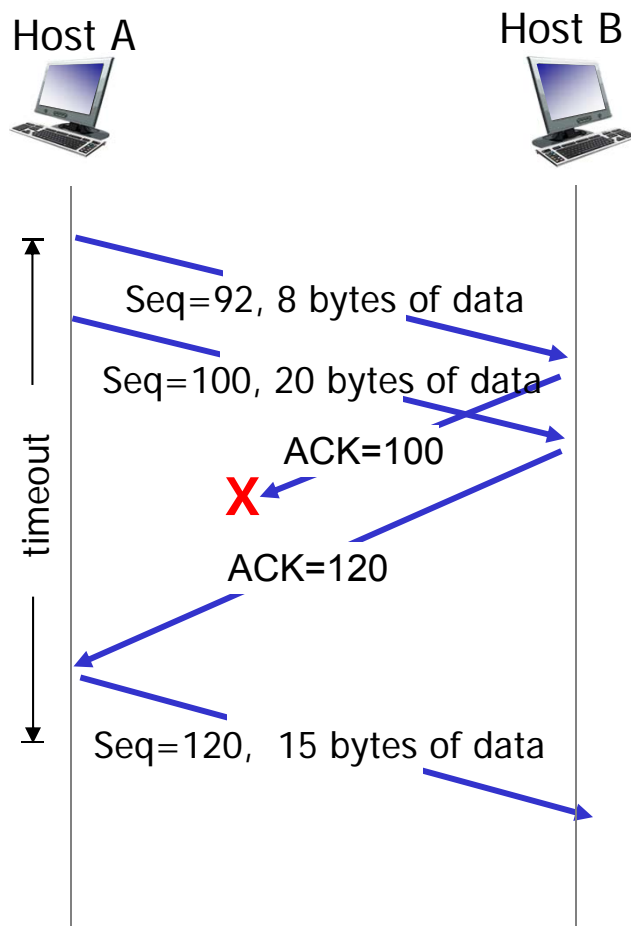 Host A
Host B
Seq=92, 8 bytes of data
Seq=100, 20 bytes of data
ACK=100
X
timeout
ACK=120
Seq=120, 15 bytes of data